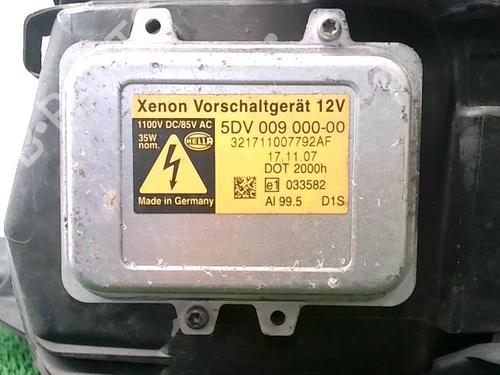 Xenon Vorschaltgerät 12V
1100V DC/85V AC
35W
nom.
HELLA
Made in Germany
5DV 009 000-00
321711007792AF
17.11.07
DOT 2000h
e1 033582
Al 99.5 D1S